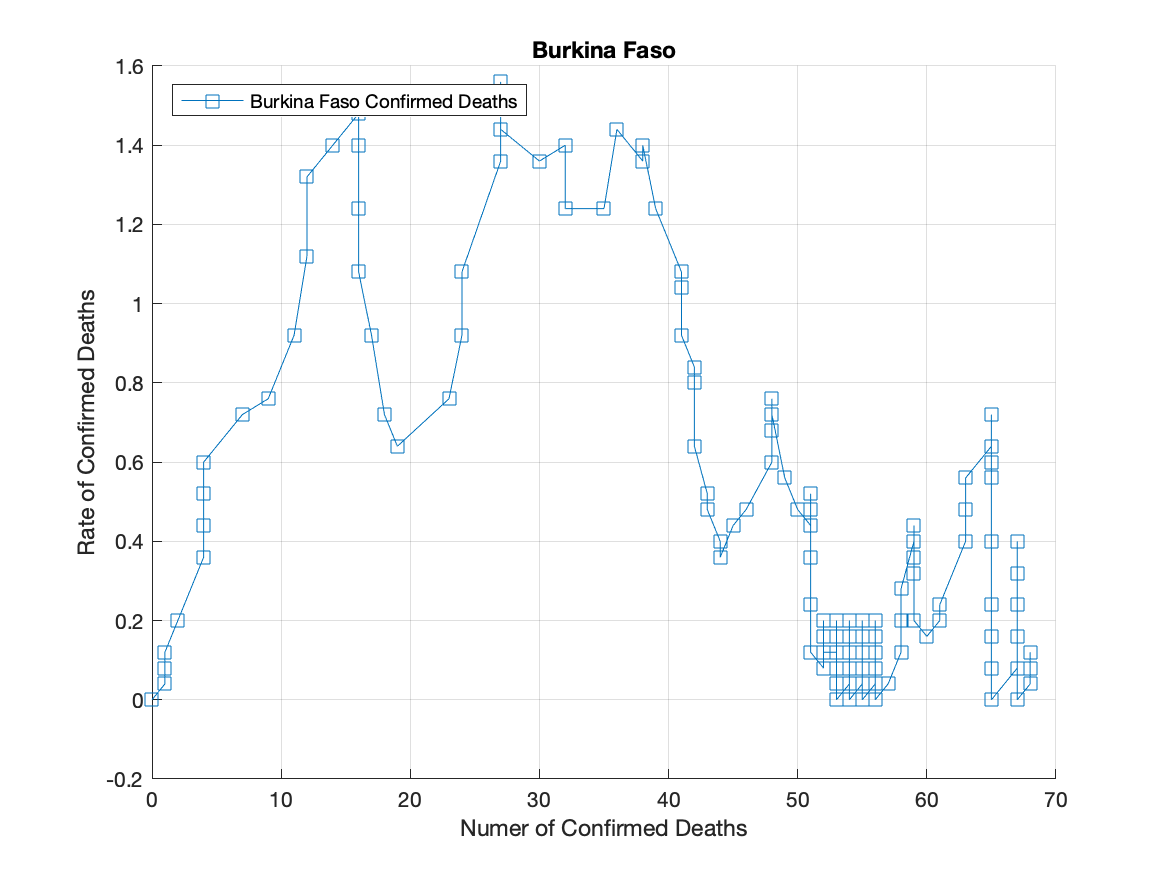 Burkina Faso
Burkina Faso Confirmed Deaths
1.6
1.4
1.2
1
0.8
0.6
0.4
0.2
0
-0.2
Rate of Confirmed Deaths
0 10 20 30 40 50 60 70
Numer of Confirmed Deaths